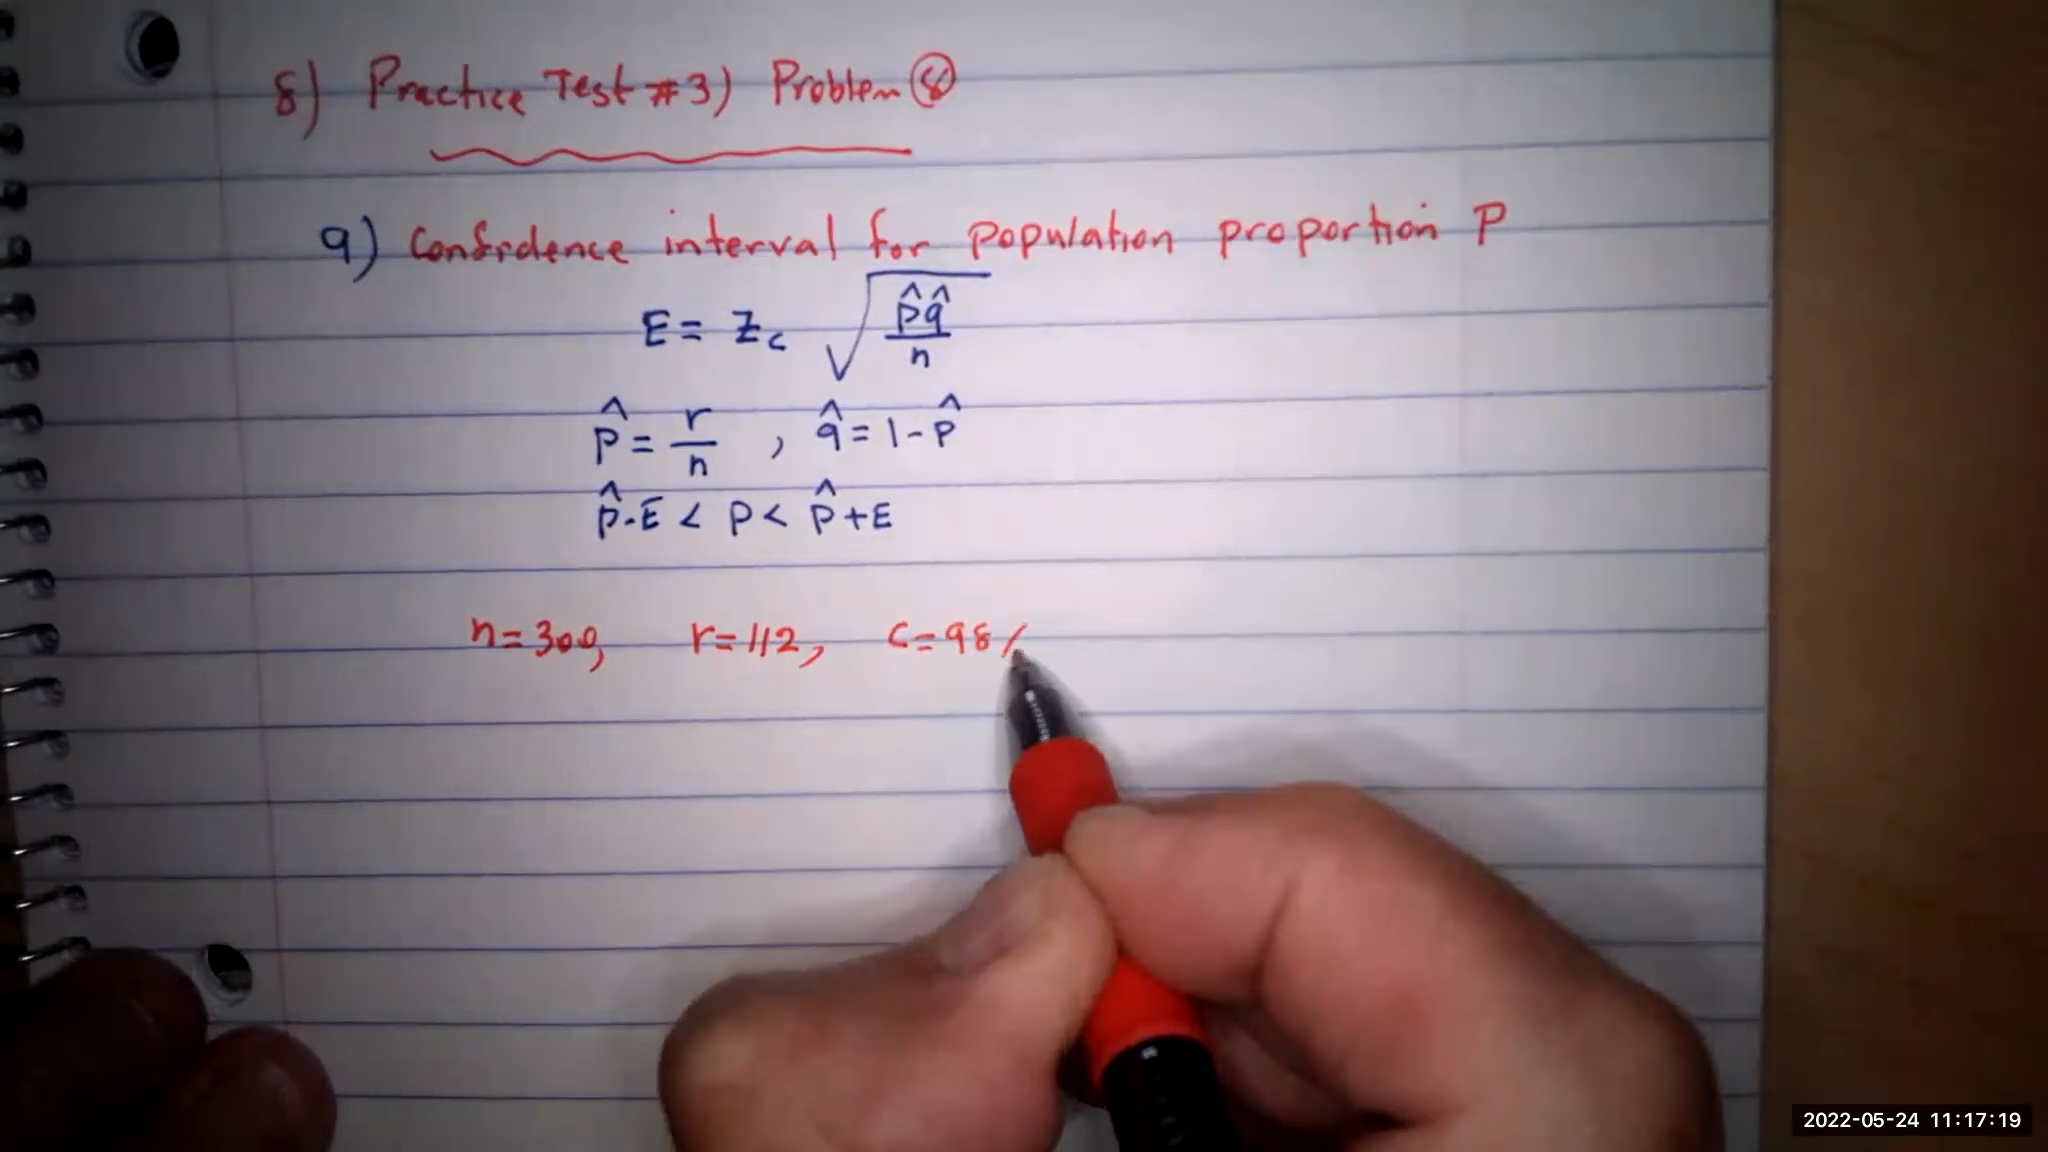 8) Practice Test #3) Problem ⑧
9) Confidence interval for population proportion P
E = Zc √(p̂q̂/n)
p̂ = r/n , q̂ = 1 - p̂
p̂ - E < P < p̂ + E
n = 300, r = 112, c = 98%
2022-05-24 11:17:19